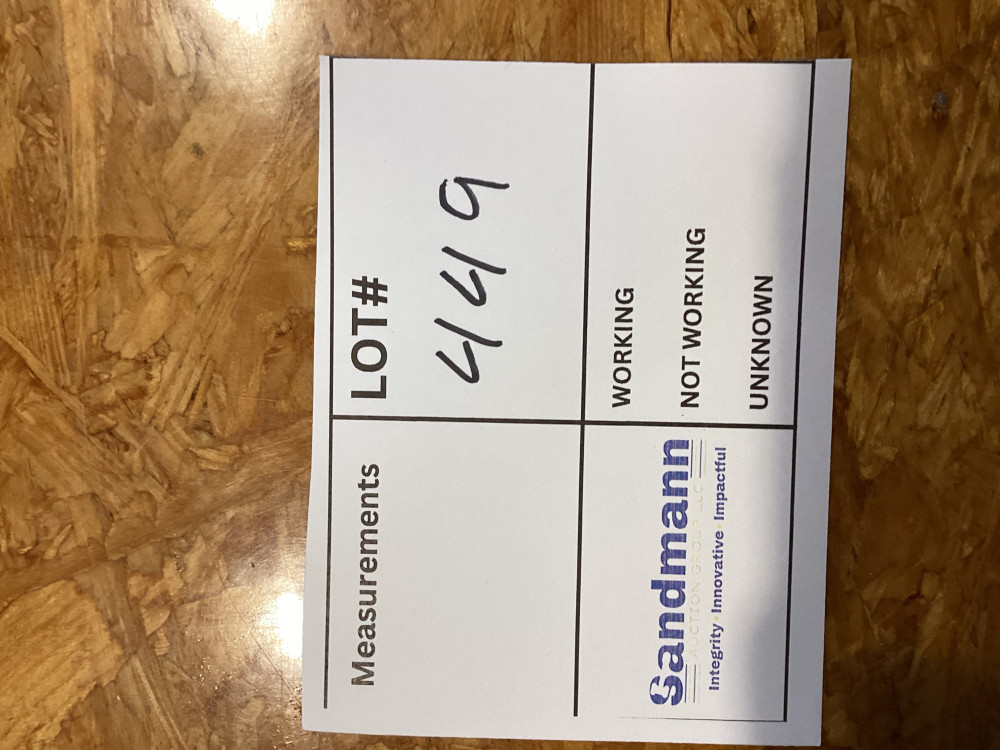 Measurements
LOT#
449
Sandmann
AUCTION GROUP LLC
Integrity • Innovative • Impactful
WORKING
NOT WORKING
UNKNOWN